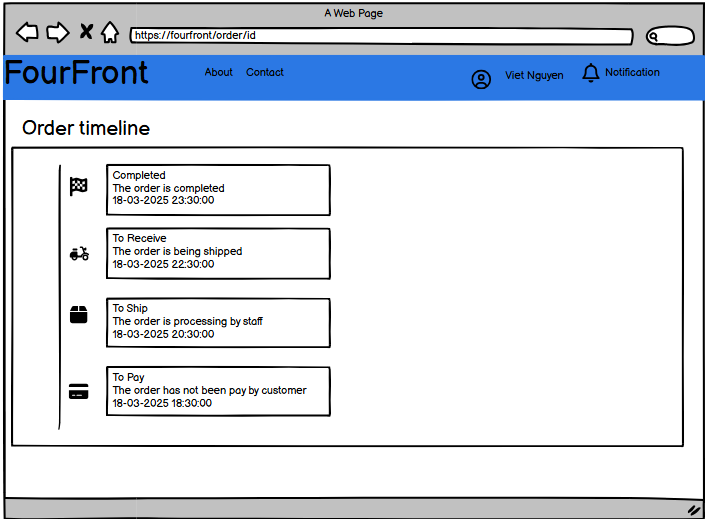 A Web Page
https://fourfront/order/id
FourFront
About Contact
Viet Nguyen
Notification
Order timeline
Completed
The order is completed
18-03-2025 23:30:00
To Receive
The order is being shipped
18-03-2025 22:30:00
To Ship
The order is processing by staff
18-03-2025 20:30:00
To Pay
The order has not been pay by customer
18-03-2025 18:30:00